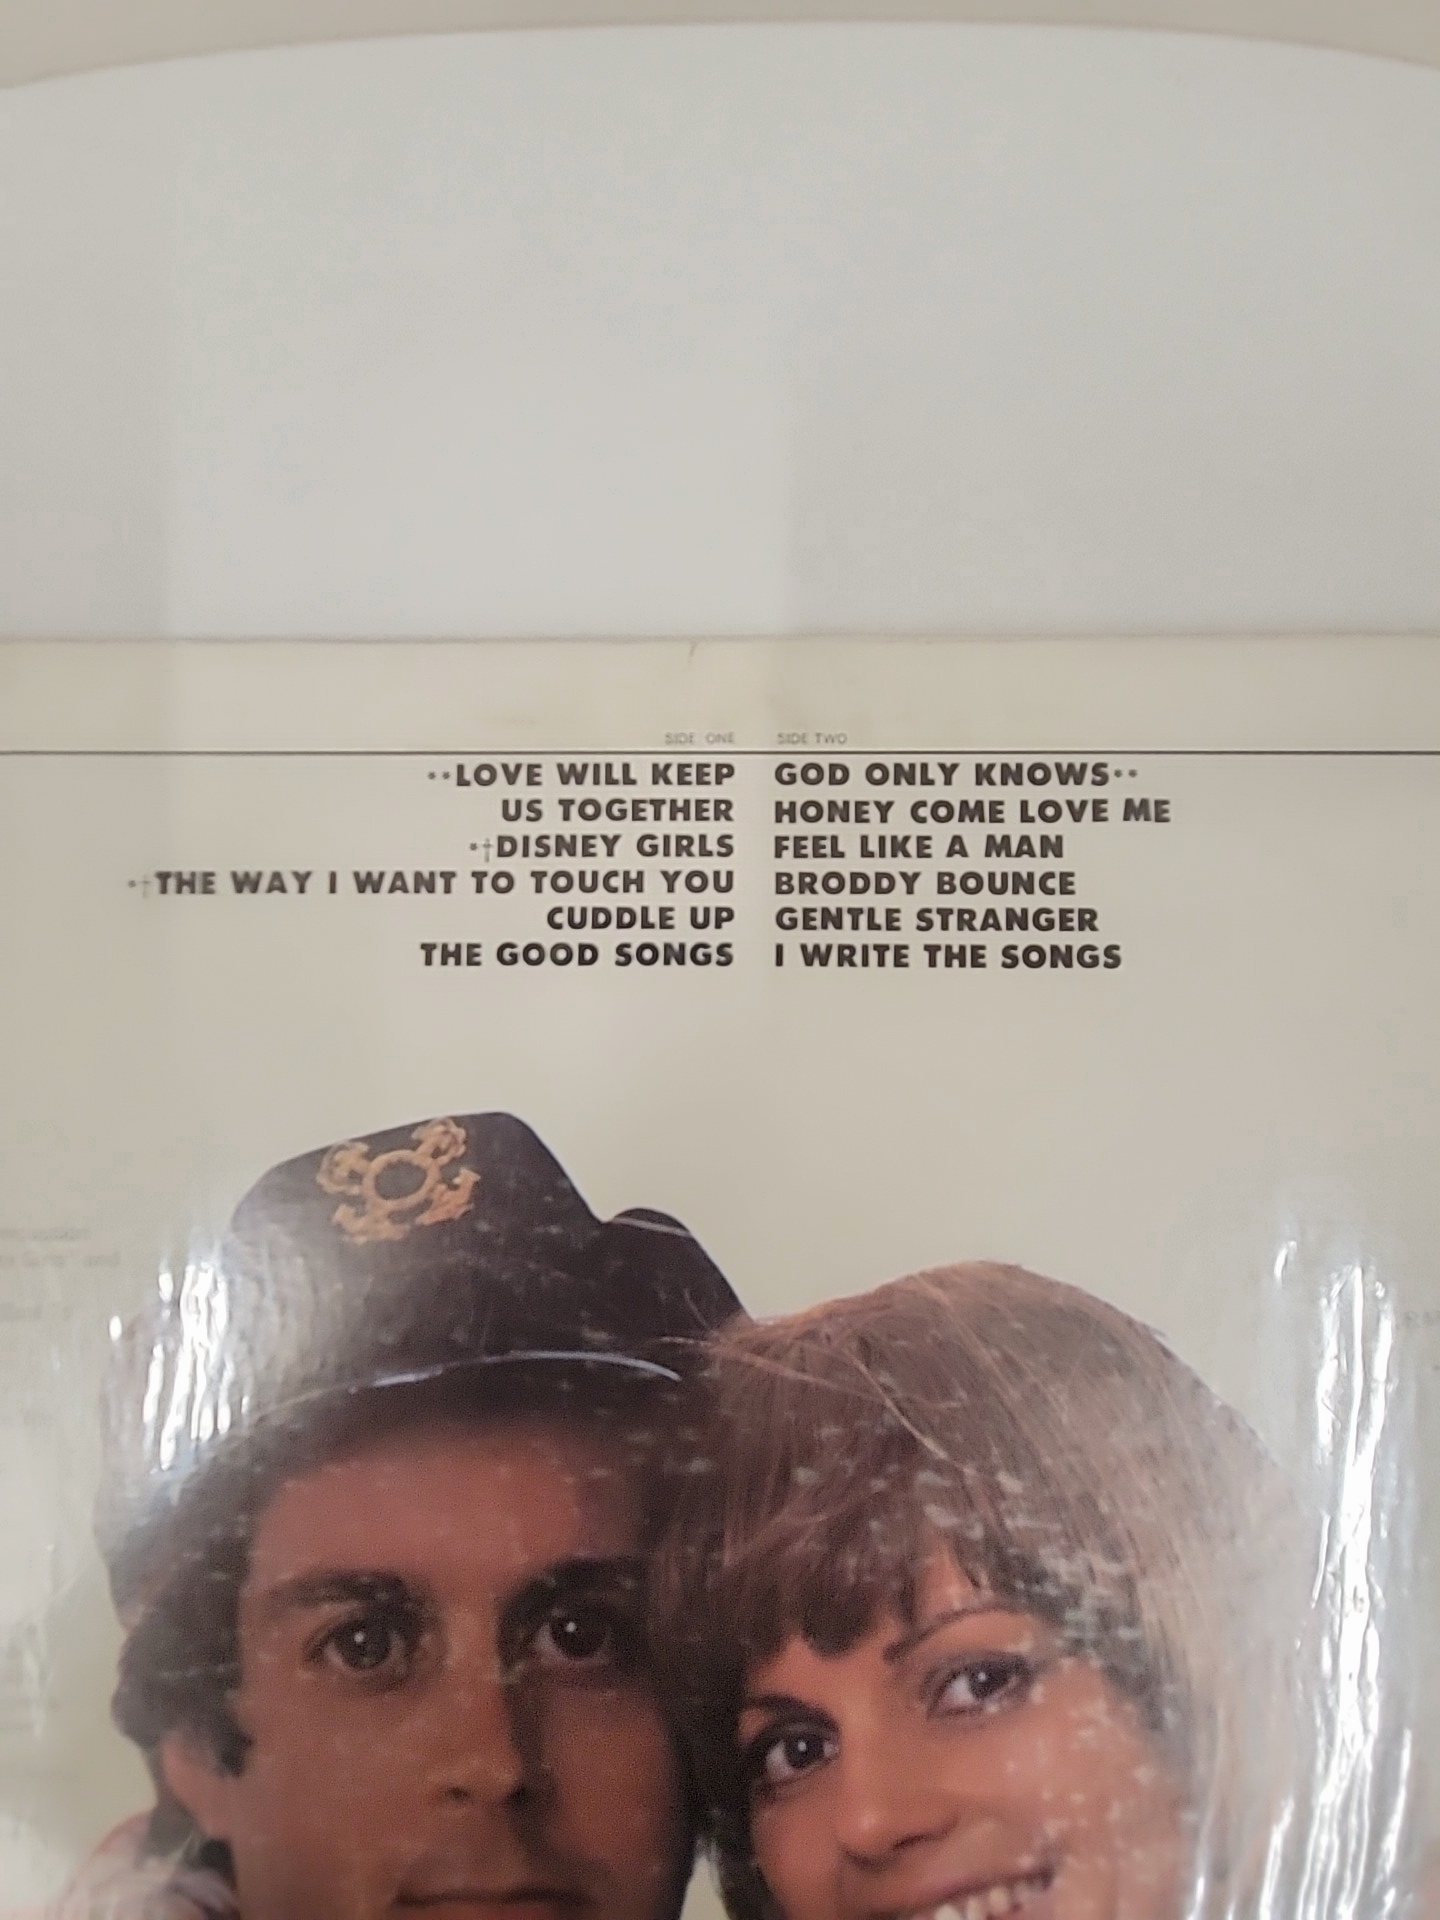 SIDE ONE
••LOVE WILL KEEP
US TOGETHER
•†DISNEY GIRLS
•†THE WAY I WANT TO TOUCH YOU
CUDDLE UP
THE GOOD SONGS
SIDE TWO
GOD ONLY KNOWS••
HONEY COME LOVE ME
FEEL LIKE A MAN
BRODDY BOUNCE
GENTLE STRANGER
I WRITE THE SONGS
and